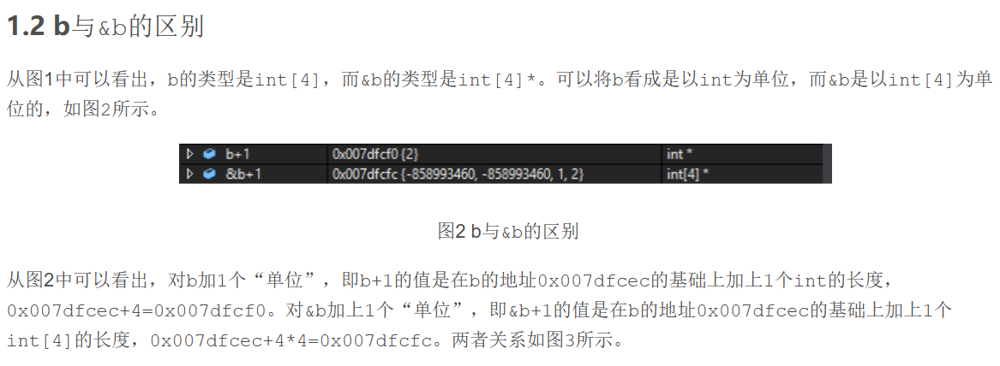 1.2 b与&b的区别
从图1中可以看出，b的类型是int[4]，而&b的类型是int[4]*。可以将b看成是以int为单位，而&b是以int[4]为单
位的，如图2所示。
b+1 0x007dfcf0 {2} int *
&b+1 0x007dfcfc {-858993460, -858993460, 1, 2} int[4] *
图2 b与&b的区别
从图2中可以看出，对b加1个“单位”，即b+1的值是在b的地址0x007dfcec的基础上加上1个int的长度，
0x007dfcec+4=0x007dfcf0。对&b加上1个“单位”，即&b+1的值是在b的地址0x007dfcec的基础上加上1个
int[4]的长度，0x007dfcec+4*4=0x007dfcfc。两者关系如图3所示。